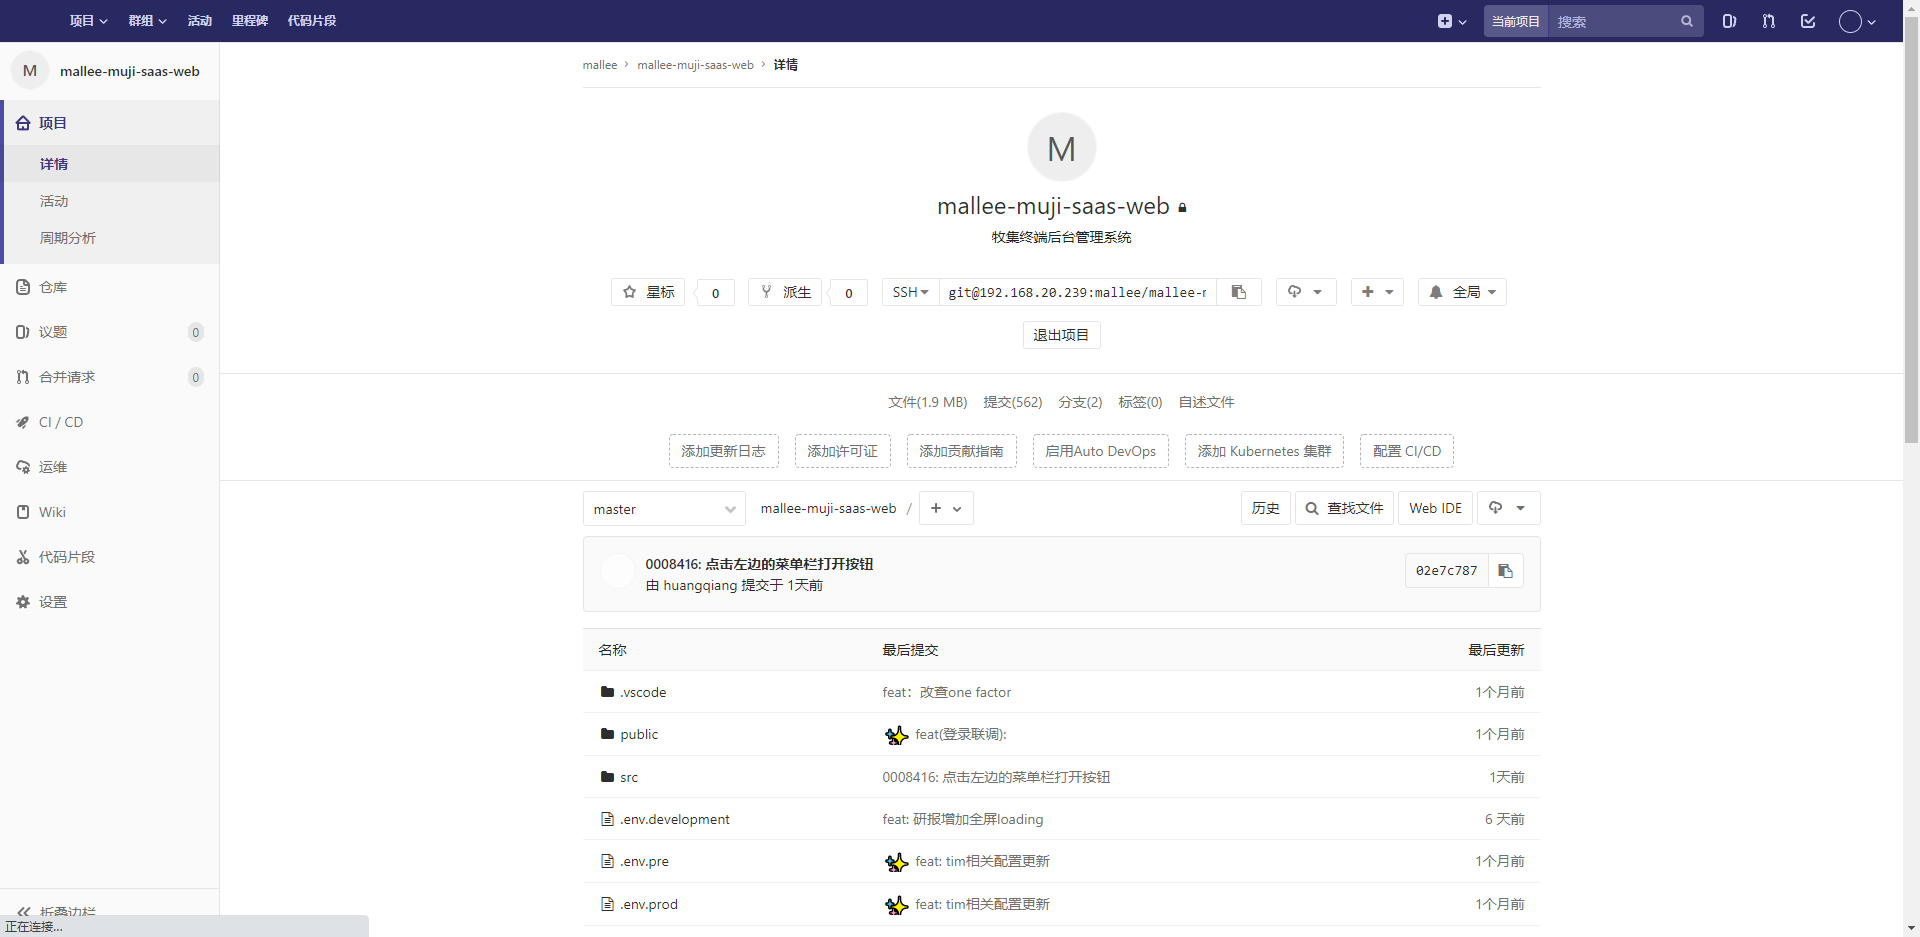 项目 群组 活动 里程碑 代码片段 当前项目 搜索
M mallee-muji-saas-web
项目
详情
活动
周期分析
仓库
议题 0
合并请求 0
CI / CD
运维
Wiki
代码片段
设置
折叠边栏
正在连接...
mallee › mallee-muji-saas-web › 详情
M
mallee-muji-saas-web
牧集终端后台管理系统
星标 0 派生 0 SSH git@192.168.20.239:mallee/mallee-m 全局
退出项目
文件(1.9 MB) 提交(562) 分支(2) 标签(0) 自述文件
添加更新日志 添加许可证 添加贡献指南 启用Auto DevOps 添加 Kubernetes 集群 配置 CI/CD
master mallee-muji-saas-web / + 历史 查找文件 Web IDE
0008416: 点击左边的菜单栏打开按钮
由 huangqiang 提交于 1天前
02e7c787
名称 最后提交 最后更新
.vscode feat：改查one factor 1个月前
public feat(登录联调): 1个月前
src 0008416: 点击左边的菜单栏打开按钮 1天前
.env.development feat: 研报增加全屏loading 6 天前
.env.pre feat: tim相关配置更新 1个月前
.env.prod feat: tim相关配置更新 1个月前